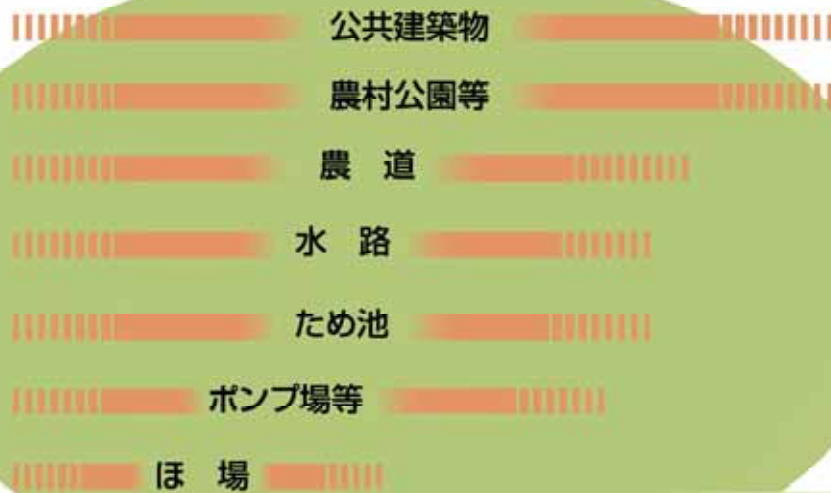 公共建築物
農村公園等
農　道
水　路
ため池
ポンプ場等
ほ　場